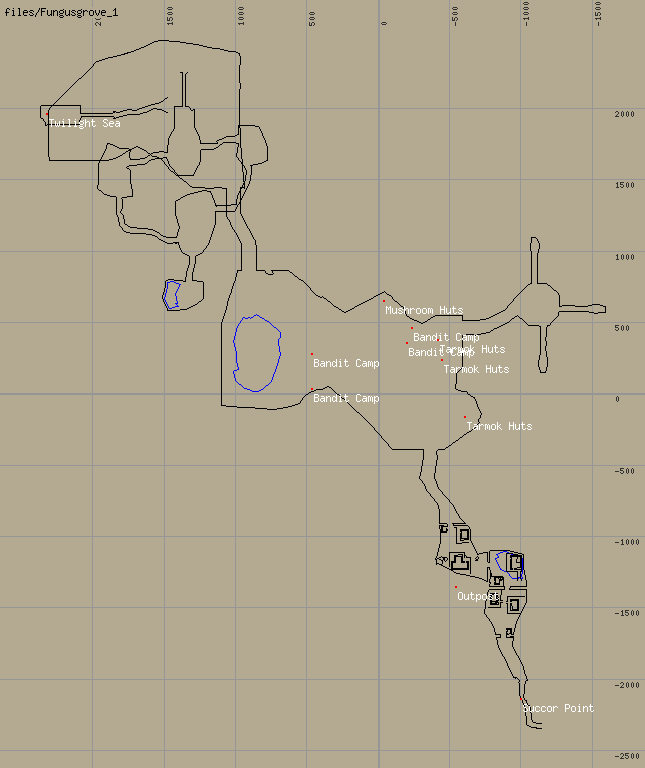 files/Fungusgrove_1
1500
1000
500
0
-500
-1000
-1500
2000
Twilight Sea
1500
1000
Mushroom Huts
500
Bandit Camp
Tarmok Huts
Bandit Camp
Bandit Camp
Tarmok Huts
0
Bandit Camp
Tarmok Huts
-500
-1000
Outpost
-1500
-2000
Succor Point
-2500